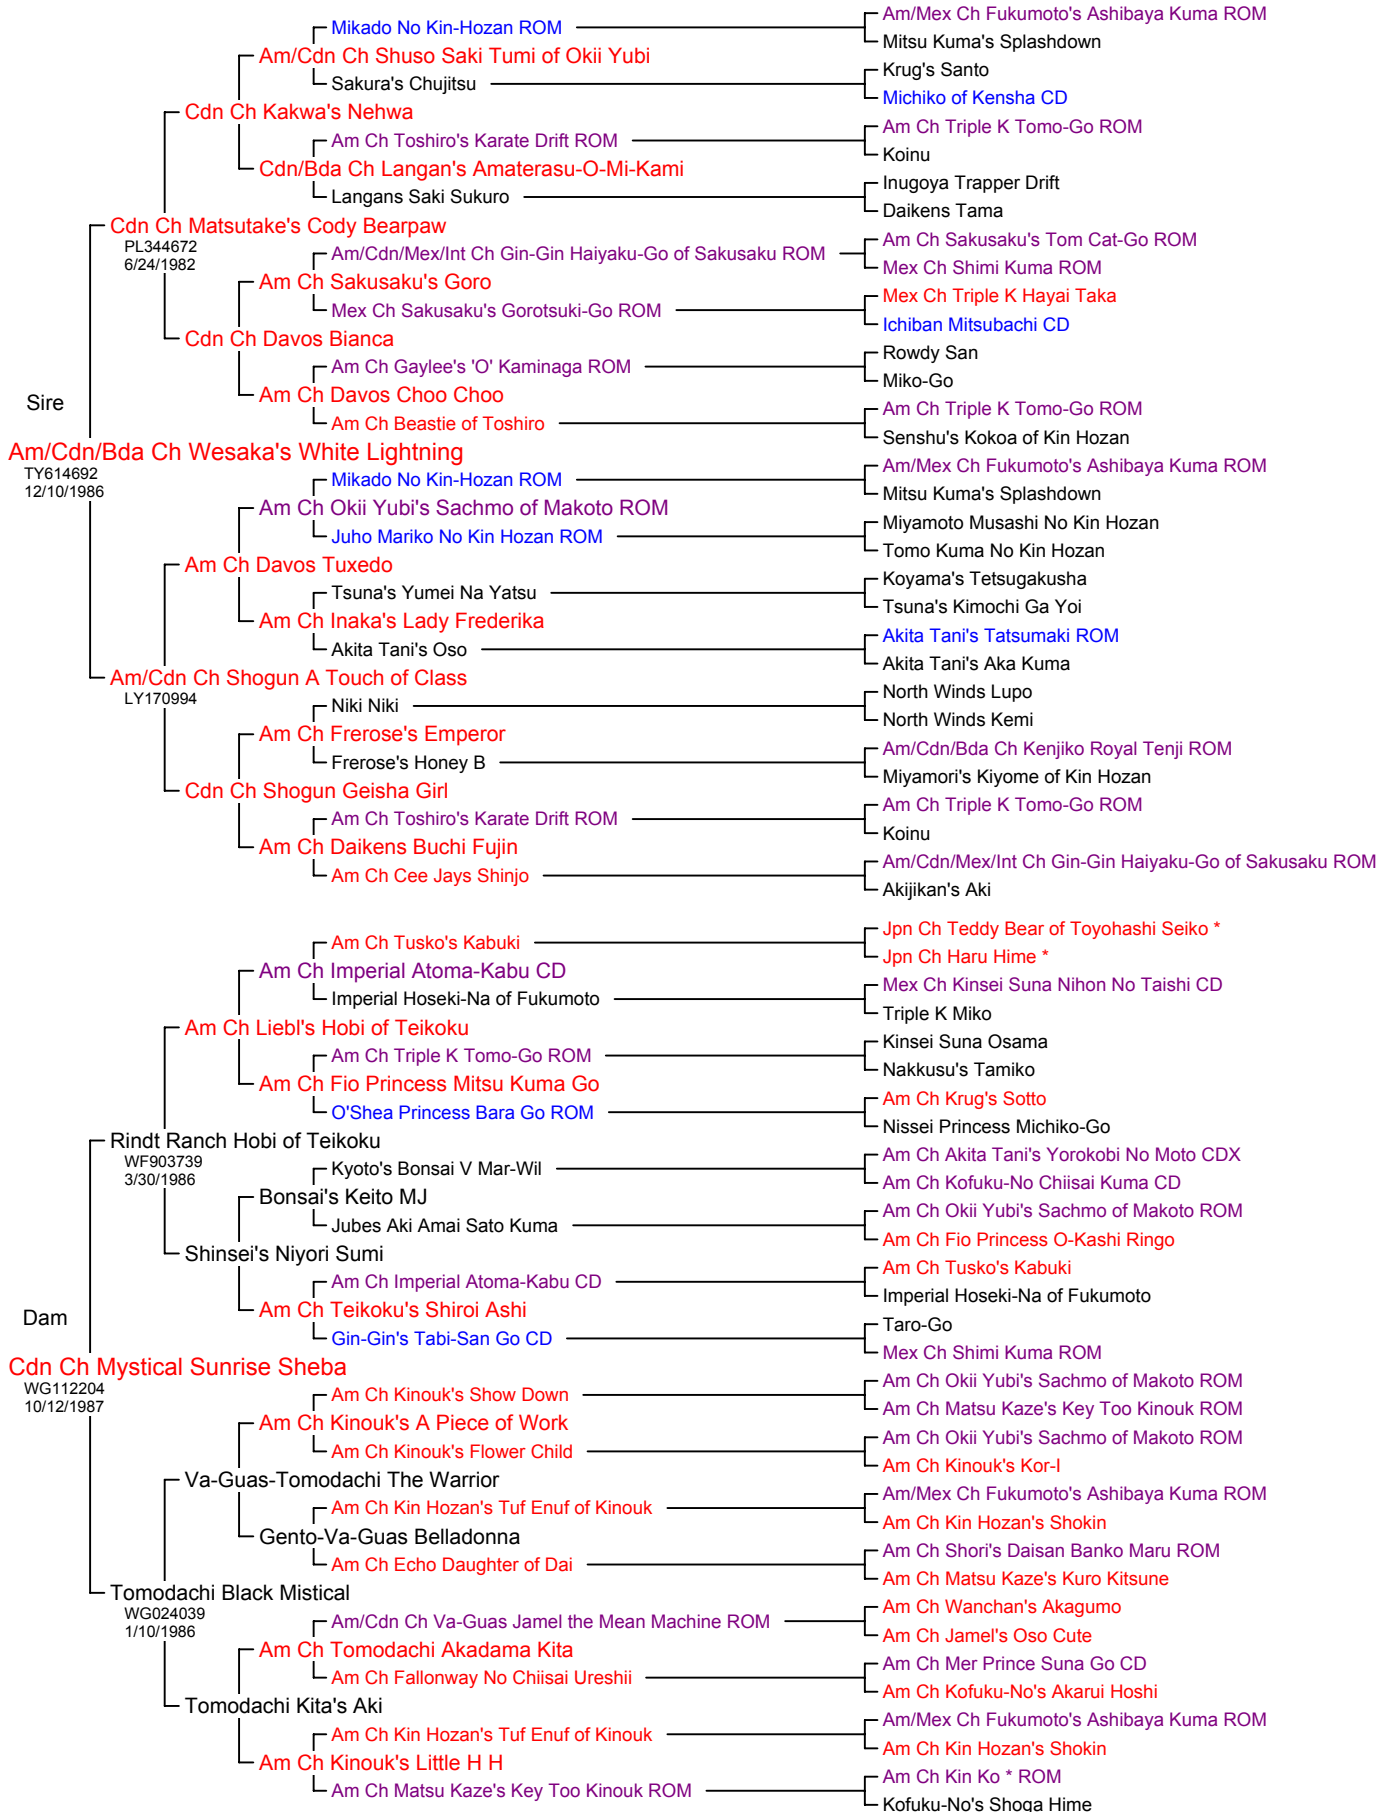 Am/Mex Ch Fukumoto's Ashibaya Kuma ROM
Mikado No Kin-Hozan ROM
Mitsu Kuma's Splashdown
Am/Cdn Ch Shuso Saki Tumi of Okii Yubi
Krug's Santo
Sakura's Chujitsu
Michiko of Kensha CD
Cdn Ch Kakwa's Nehwa
Am Ch Triple K Tomo-Go ROM
Am Ch Toshiro's Karate Drift ROM
Koinu
Cdn/Bda Ch Langan's Amaterasu-O-Mi-Kami
Inugoya Trapper Drift
Langans Saki Sukuro
Daikens Tama
Cdn Ch Matsutake's Cody Bearpaw
PL344672
6/24/1982
Am Ch Sakusaku's Tom Cat-Go ROM
Am/Cdn/Mex/Int Ch Gin-Gin Haiyaku-Go of Sakusaku ROM
Mex Ch Shimi Kuma ROM
Am Ch Sakusaku's Goro
Mex Ch Triple K Hayai Taka
Mex Ch Sakusaku's Gorotsuki-Go ROM
Ichiban Mitsubachi CD
Cdn Ch Davos Bianca
Rowdy San
Am Ch Gaylee's 'O' Kaminaga ROM
Miko-Go
Am Ch Davos Choo Choo
Sire
Am Ch Triple K Tomo-Go ROM
Am Ch Beastie of Toshiro
Senshu's Kokoa of Kin Hozan
Am/Cdn/Bda Ch Wesaka's White Lightning
TY614692
12/10/1986
Am/Mex Ch Fukumoto's Ashibaya Kuma ROM
Mikado No Kin-Hozan ROM
Mitsu Kuma's Splashdown
Am Ch Okii Yubi's Sachmo of Makoto ROM
Miyamoto Musashi No Kin Hozan
Juho Mariko No Kin Hozan ROM
Tomo Kuma No Kin Hozan
Am Ch Davos Tuxedo
Koyama's Tetsugakusha
Tsuna's Yumei Na Yatsu
Tsuna's Kimochi Ga Yoi
Am Ch Inaka's Lady Frederika
Akita Tani's Tatsumaki ROM
Akita Tani's Oso
Akita Tani's Aka Kuma
Am/Cdn Ch Shogun A Touch of Class
LY170994
North Winds Lupo
Niki Niki
North Winds Kemi
Am Ch Frerose's Emperor
Am/Cdn/Bda Ch Kenjiko Royal Tenji ROM
Frerose's Honey B
Miyamori's Kiyome of Kin Hozan
Cdn Ch Shogun Geisha Girl
Am Ch Triple K Tomo-Go ROM
Am Ch Toshiro's Karate Drift ROM
Koinu
Am Ch Daikens Buchi Fujin
Am/Cdn/Mex/Int Ch Gin-Gin Haiyaku-Go of Sakusaku ROM
Am Ch Cee Jays Shinjo
Akijikan's Aki
Jpn Ch Teddy Bear of Toyohashi Seiko *
Am Ch Tusko's Kabuki
Jpn Ch Haru Hime *
Am Ch Imperial Atoma-Kabu CD
Mex Ch Kinsei Suna Nihon No Taishi CD
Imperial Hoseki-Na of Fukumoto
Triple K Miko
Am Ch Liebl's Hobi of Teikoku
Kinsei Suna Osama
Am Ch Triple K Tomo-Go ROM
Nakkusu's Tamiko
Am Ch Fio Princess Mitsu Kuma Go
Am Ch Krug's Sotto
O'Shea Princess Bara Go ROM
Nissei Princess Michiko-Go
Rindt Ranch Hobi of Teikoku
WF903739
3/30/1986
Am Ch Akita Tani's Yorokobi No Moto CDX
Kyoto's Bonsai V Mar-Wil
Am Ch Kofuku-No Chiisai Kuma CD
Bonsai's Keito MJ
Am Ch Okii Yubi's Sachmo of Makoto ROM
Jubes Aki Amai Sato Kuma
Am Ch Fio Princess O-Kashi Ringo
Shinsei's Niyori Sumi
Am Ch Tusko's Kabuki
Am Ch Imperial Atoma-Kabu CD
Imperial Hoseki-Na of Fukumoto
Am Ch Teikoku's Shiroi Ashi
Dam
Taro-Go
Gin-Gin's Tabi-San Go CD
Mex Ch Shimi Kuma ROM
Cdn Ch Mystical Sunrise Sheba
WG112204
10/12/1987
Am Ch Okii Yubi's Sachmo of Makoto ROM
Am Ch Kinouk's Show Down
Am Ch Matsu Kaze's Key Too Kinouk ROM
Am Ch Kinouk's A Piece of Work
Am Ch Okii Yubi's Sachmo of Makoto ROM
Am Ch Kinouk's Flower Child
Am Ch Kinouk's Kor-I
Va-Guas-Tomodachi The Warrior
Am/Mex Ch Fukumoto's Ashibaya Kuma ROM
Am Ch Kin Hozan's Tuf Enuf of Kinouk
Am Ch Kin Hozan's Shokin
Gento-Va-Guas Belladonna
Am Ch Shori's Daisan Banko Maru ROM
Am Ch Echo Daughter of Dai
Am Ch Matsu Kaze's Kuro Kitsune
Tomodachi Black Mistical
WG024039
1/10/1986
Am Ch Wanchan's Akagumo
Am/Cdn Ch Va-Guas Jamel the Mean Machine ROM
Am Ch Jamel's Oso Cute
Am Ch Tomodachi Akadama Kita
Am Ch Mer Prince Suna Go CD
Am Ch Fallonway No Chiisai Ureshii
Am Ch Kofuku-No's Akarui Hoshi
Tomodachi Kita's Aki
Am/Mex Ch Fukumoto's Ashibaya Kuma ROM
Am Ch Kin Hozan's Tuf Enuf of Kinouk
Am Ch Kin Hozan's Shokin
Am Ch Kinouk's Little H H
Am Ch Kin Ko * ROM
Am Ch Matsu Kaze's Key Too Kinouk ROM
Kofuku-No's Shoga Hime